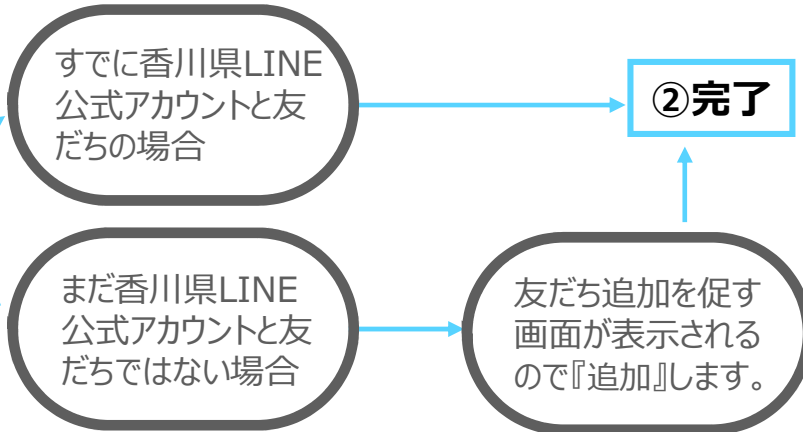 すでに香川県LINE
公式アカウントと友
だちの場合
②完了
まだ香川県LINE
公式アカウントと友
だちではない場合
友だち追加を促す
画面が表示される
ので『追加』します。